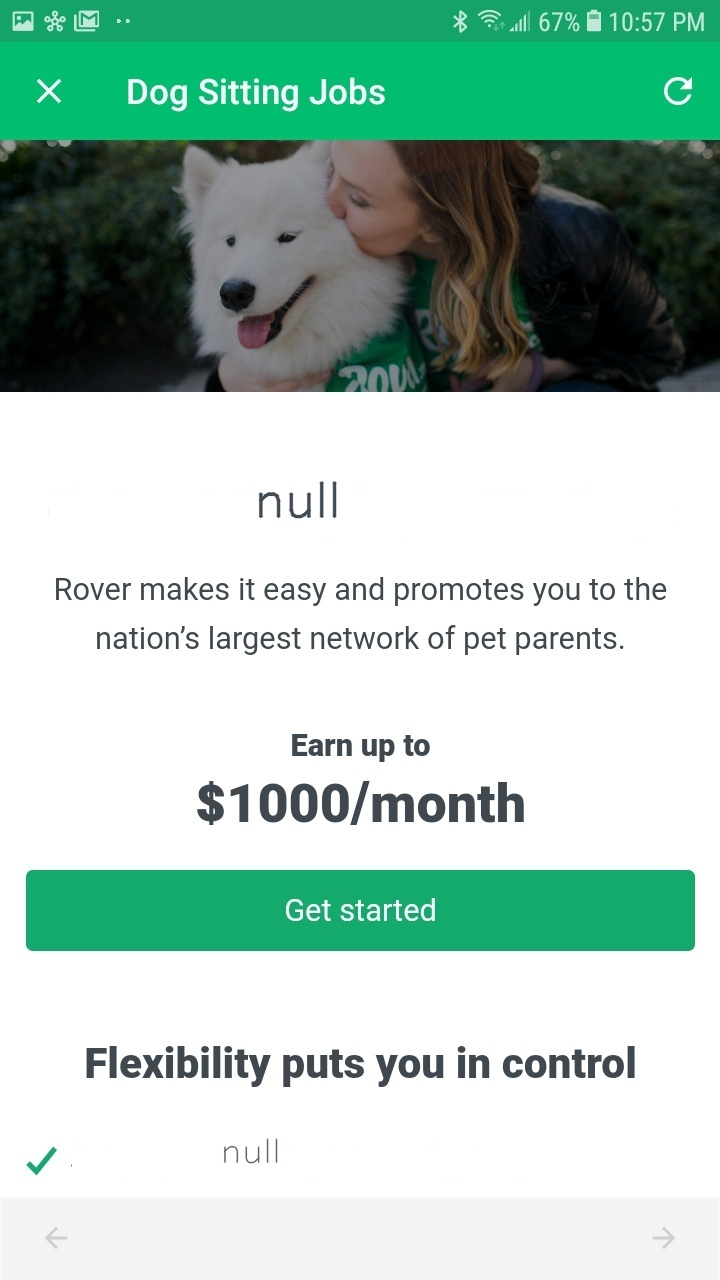 67% 10:57 PM
Dog Sitting Jobs
null
Rover makes it easy and promotes you to the
nation’s largest network of pet parents.
Earn up to
$1000/month
Get started
Flexibility puts you in control
null